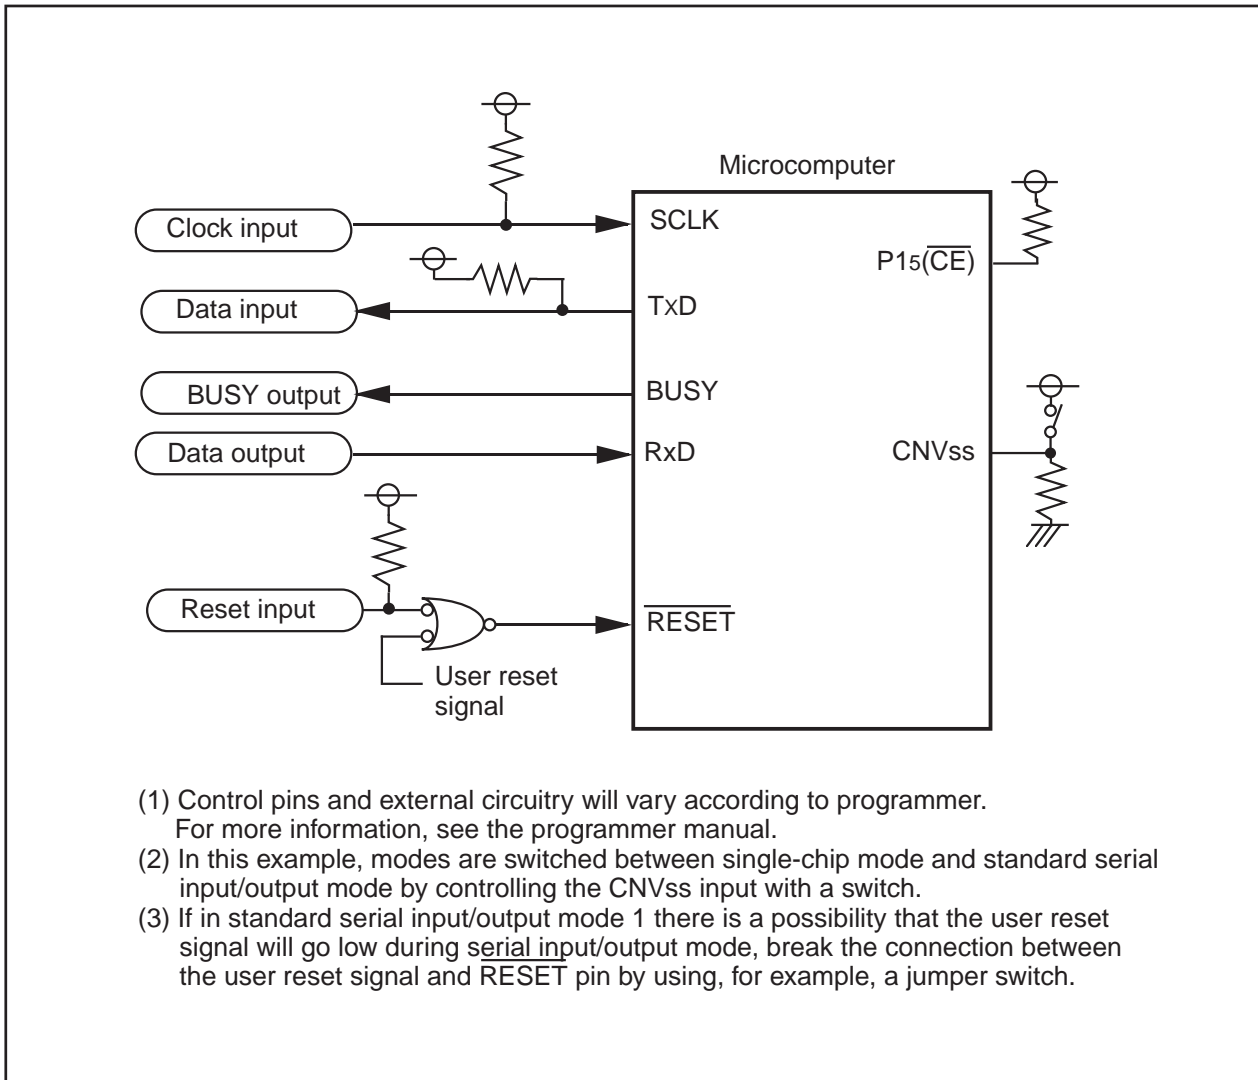 Microcomputer
Clock input
SCLK
P15(CE)
Data input
TxD
BUSY output
BUSY
Data output
RxD
CNVss
Reset input
RESET
User reset
signal
(1) Control pins and external circuitry will vary according to programmer.
For more information, see the programmer manual.
(2) In this example, modes are switched between single-chip mode and standard serial
input/output mode by controlling the CNVss input with a switch.
(3) If in standard serial input/output mode 1 there is a possibility that the user reset
signal will go low during serial input/output mode, break the connection between
the user reset signal and RESET pin by using, for example, a jumper switch.